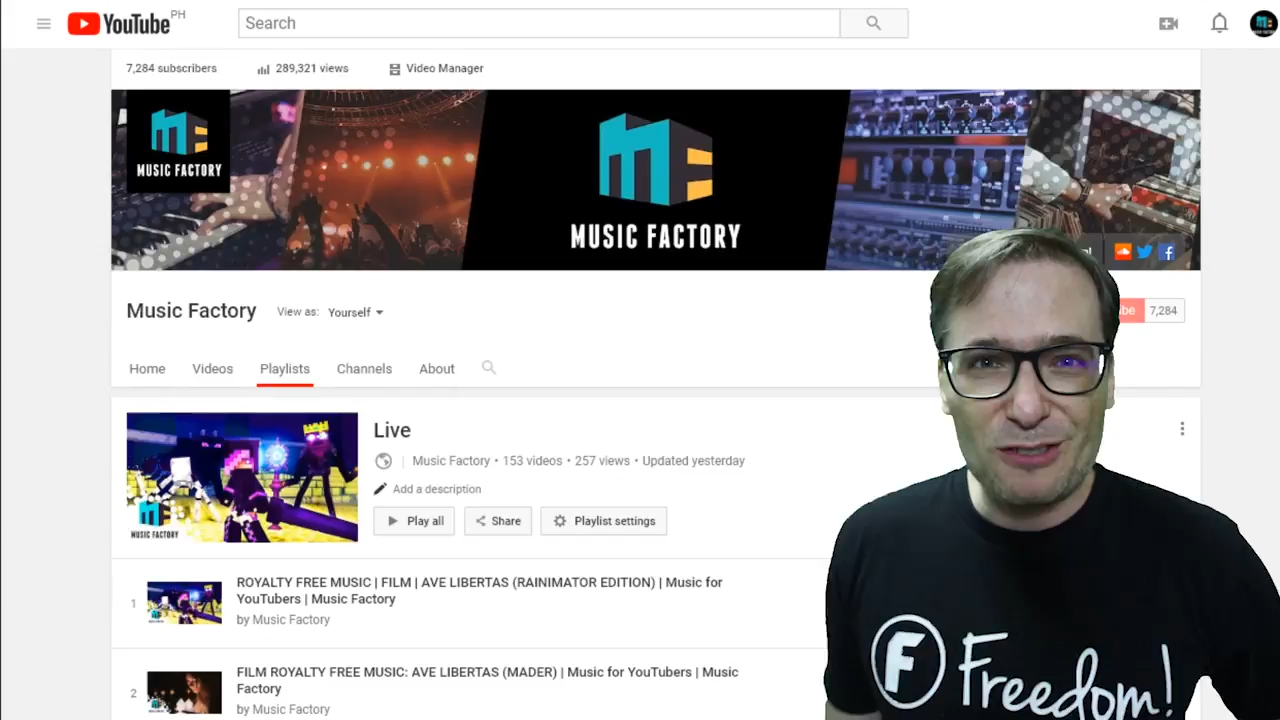 YouTube PH
Search
7,284 subscribers
289,321 views
Video Manager
MUSIC FACTORY
MUSIC FACTORY
Music Factory
View as: Yourself
7,284
Home
Videos
Playlists
Channels
About
Live
Music Factory • 153 videos • 257 views • Updated yesterday
Add a description
Play all
Share
Playlist settings
MUSIC FACTORY
1
ROYALTY FREE MUSIC | FILM | AVE LIBERTAS (RAINIMATOR EDITION) | Music for
YouTubers | Music Factory
by Music Factory
2
FILM ROYALTY FREE MUSIC: AVE LIBERTAS (MADER) | Music for YouTubers | Music
Factory
by Music Factory
F Freedom!